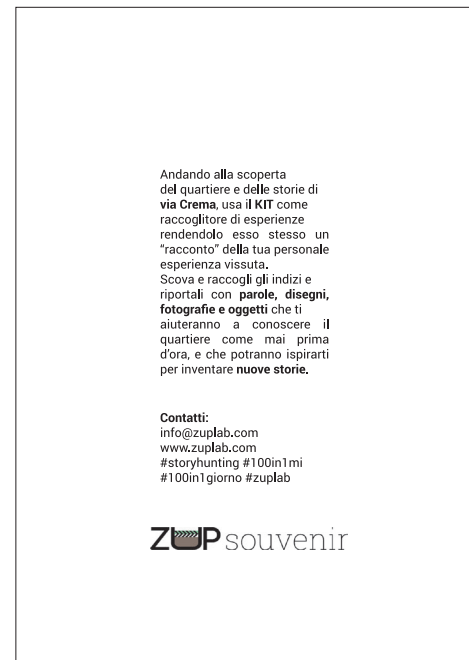 Andando alla scoperta
del quartiere e delle storie di
via Crema, usa il KIT come
raccoglitore di esperienze
rendendolo esso stesso un
“racconto” della tua personale
esperienza vissuta.
Scova e raccogli gli indizi e
riportali con parole, disegni,
fotografie e oggetti che ti
aiuteranno a conoscere il
quartiere come mai prima
d’ora, e che potranno ispirarti
per inventare nuove storie.
Contatti:
info@zuplab.com
www.zuplab.com
#storyhunting #100in1mi
#100in1giorno #zuplab
ZUP souvenir